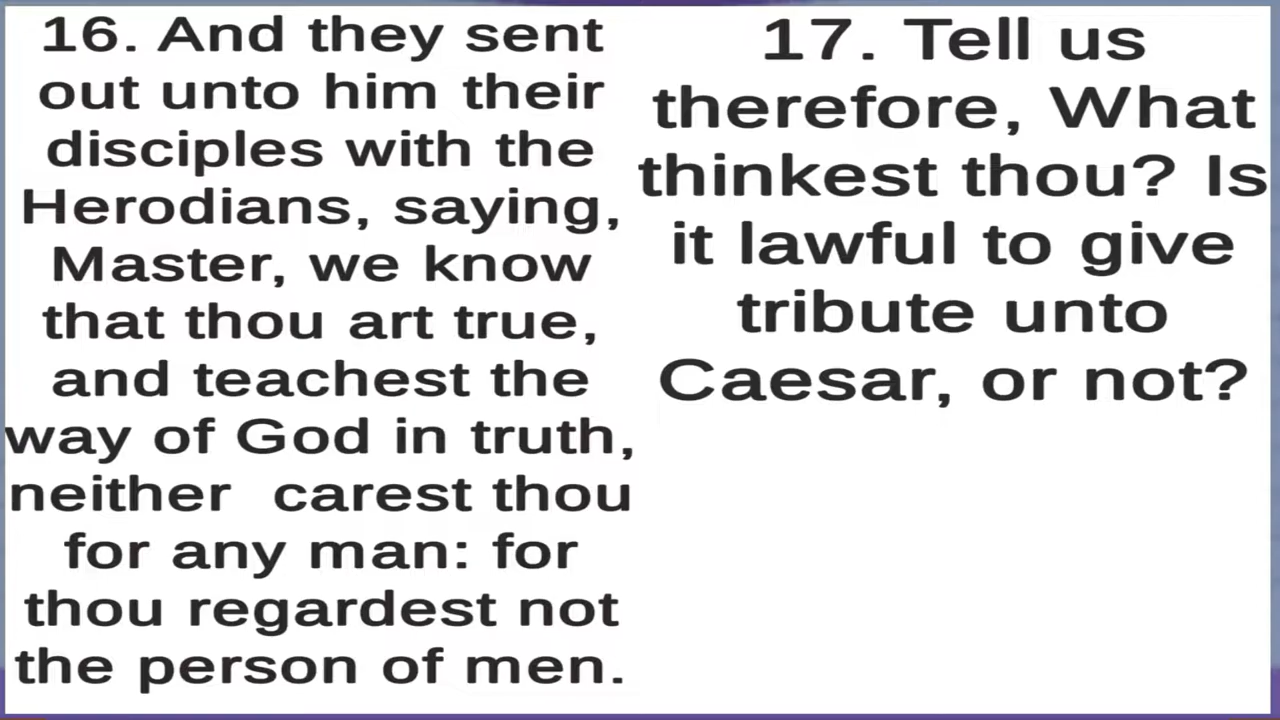 16. And they sent
out unto him their
disciples with the
Herodians, saying,
Master, we know
that thou art true,
and teachest the
way of God in truth,
neither  carest thou
for any man: for
thou regardest not
the person of men.
17. Tell us
therefore, What
thinkest thou? Is
it lawful to give
tribute unto
Caesar, or not?